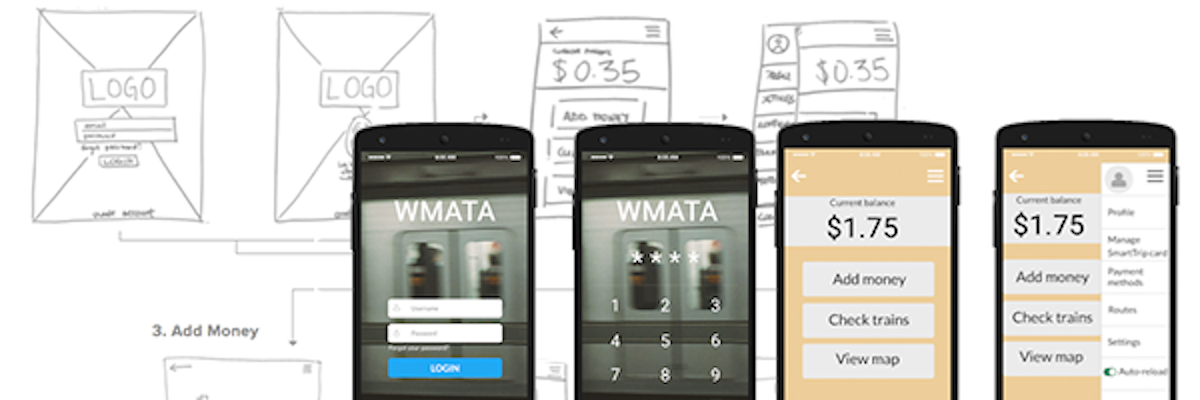 LOGO
email
password
forgot password?
LOGIN
create account
LOGO
$0.35
ADD MONEY
$0.35
3. Add Money
WMATA
Username
Password
Forgot your password?
LOGIN
WMATA
* * * *
1 2 3
4 5 6
7 8 9
Current balance
$1.75
Add money
Check trains
View map
Current balance
$1.75
Add money
Check trains
View map
Profile
Manage
SmartTrip card
Payment
methods
Routes
Settings
Auto-reload